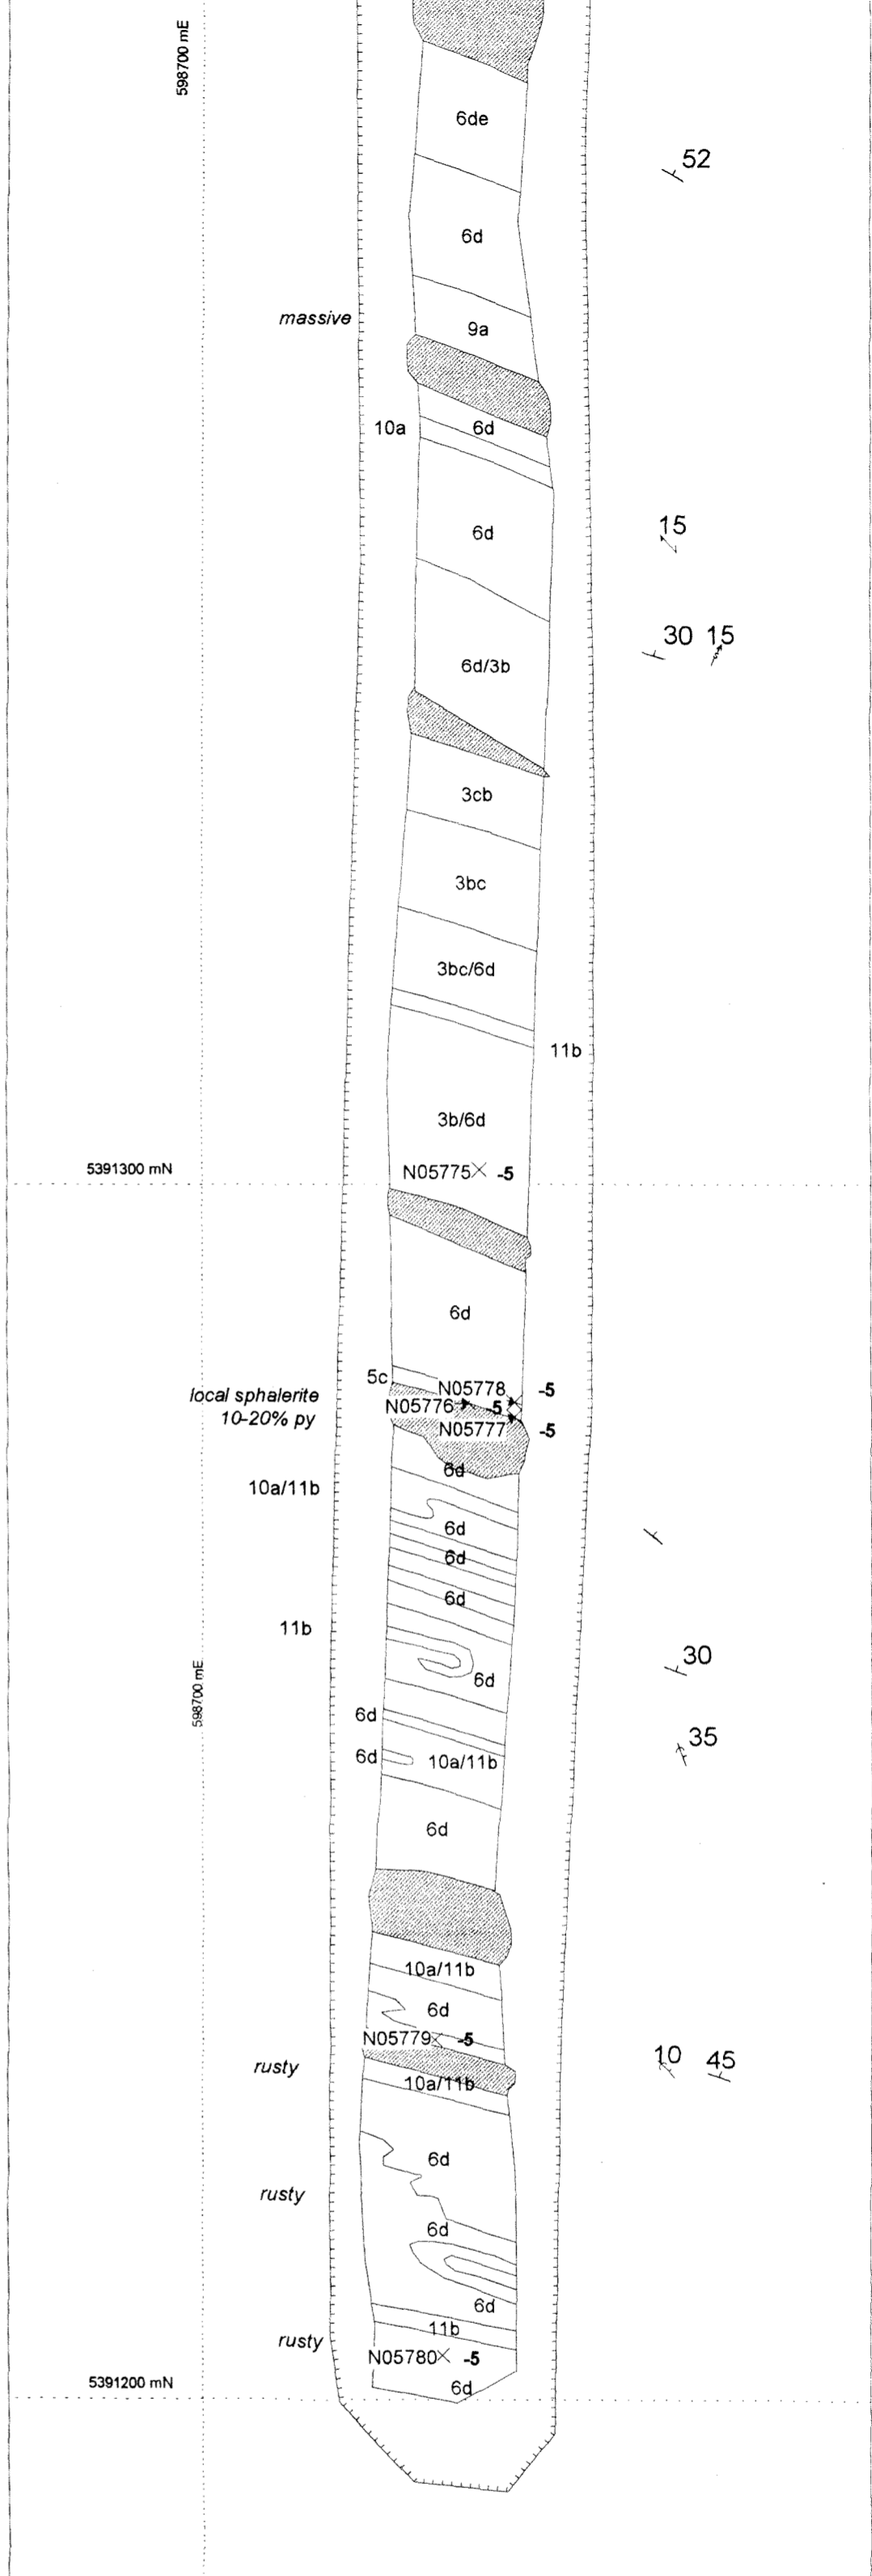 598700 mE
6de
52
6d
massive
9a
10a
6d
15
6d
30 15
6d/3b
3cb
3bc
3bc/6d
11b
3b/6d
5391300 mN
N05775 -5
6d
5c
N05778 -5
local sphalerite
N05776 -5
10-20% py
N05777 -5
6d
10a/11b
6d
6d
6d
11b
30
6d
598700 mE
6d
35
6d
10a/11b
6d
10a/11b
6d
N05779 -5
rusty
10 45
10a/11b
6d
rusty
6d
6d
11b
rusty
N05780 -5
5391200 mN
6d